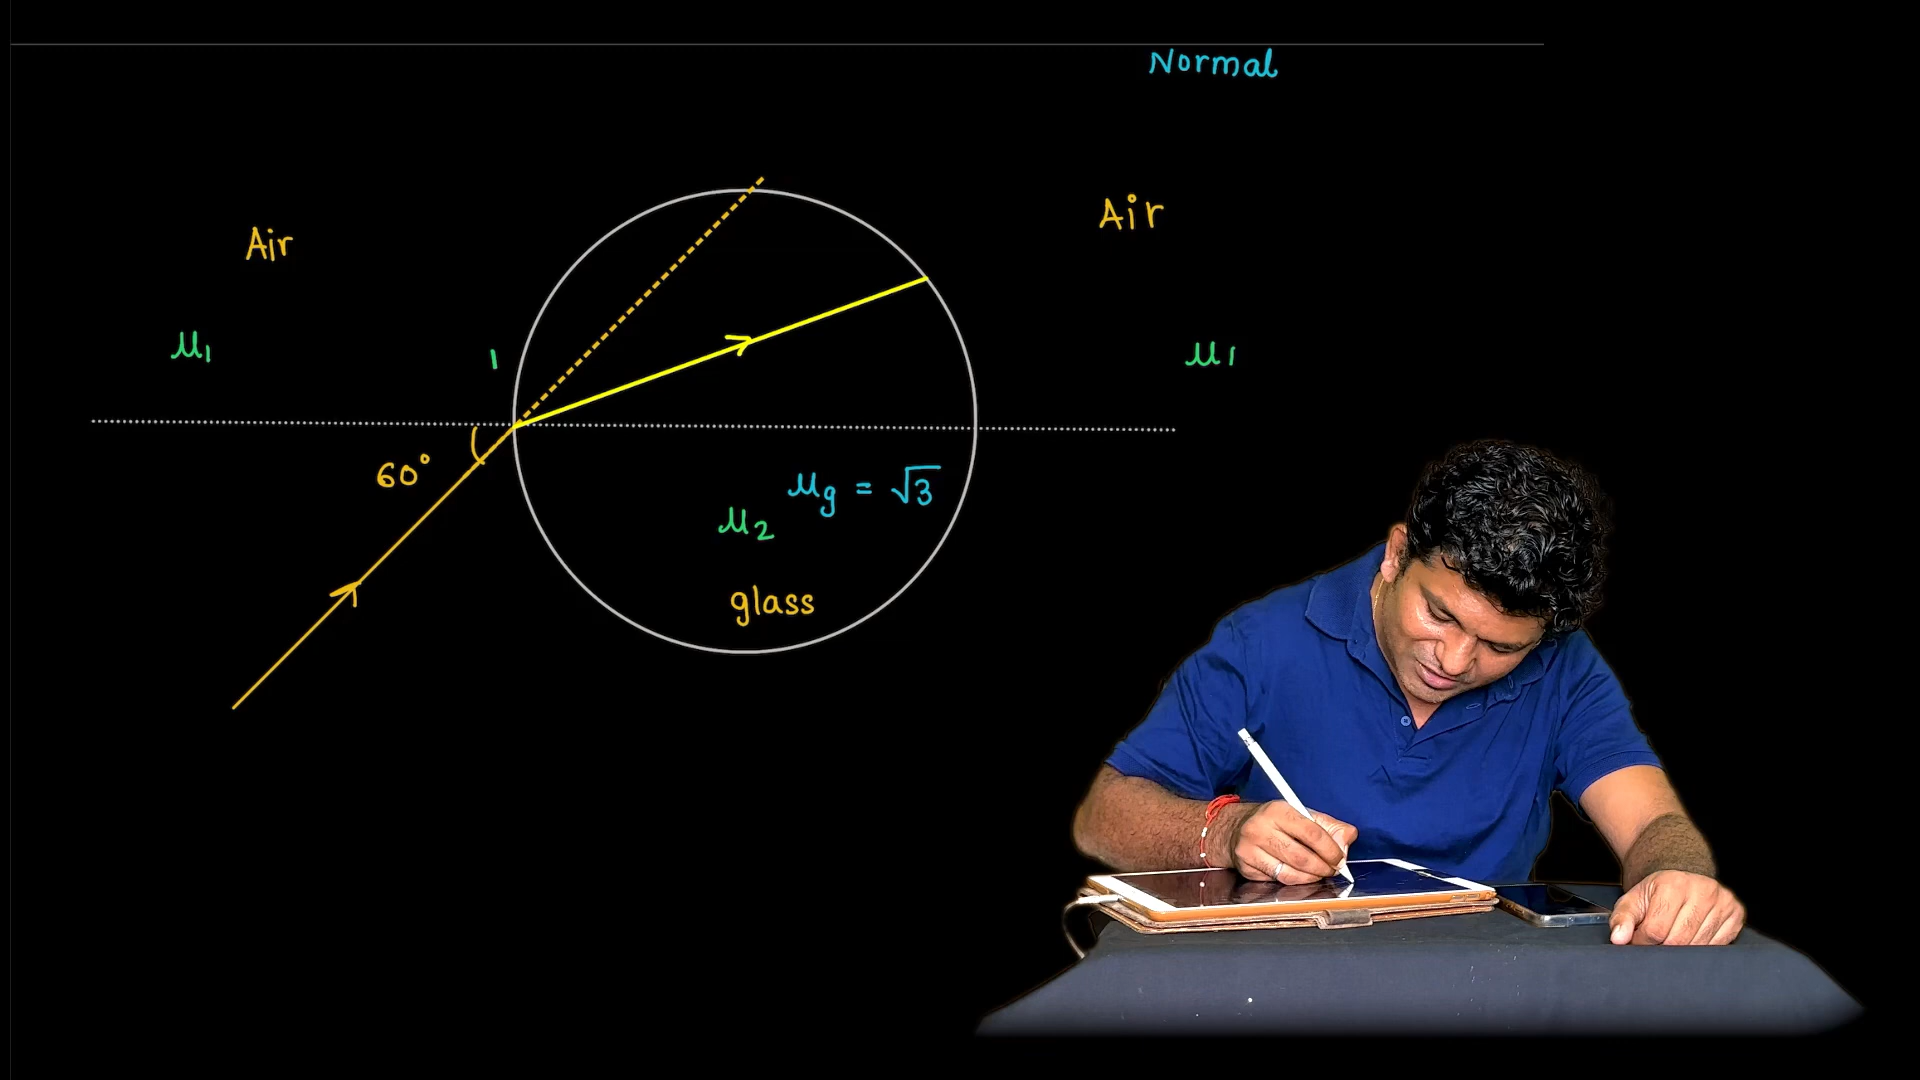 Normal
Air
Air
μ1
1
μ1
60°
μg = √3
μ2
glass